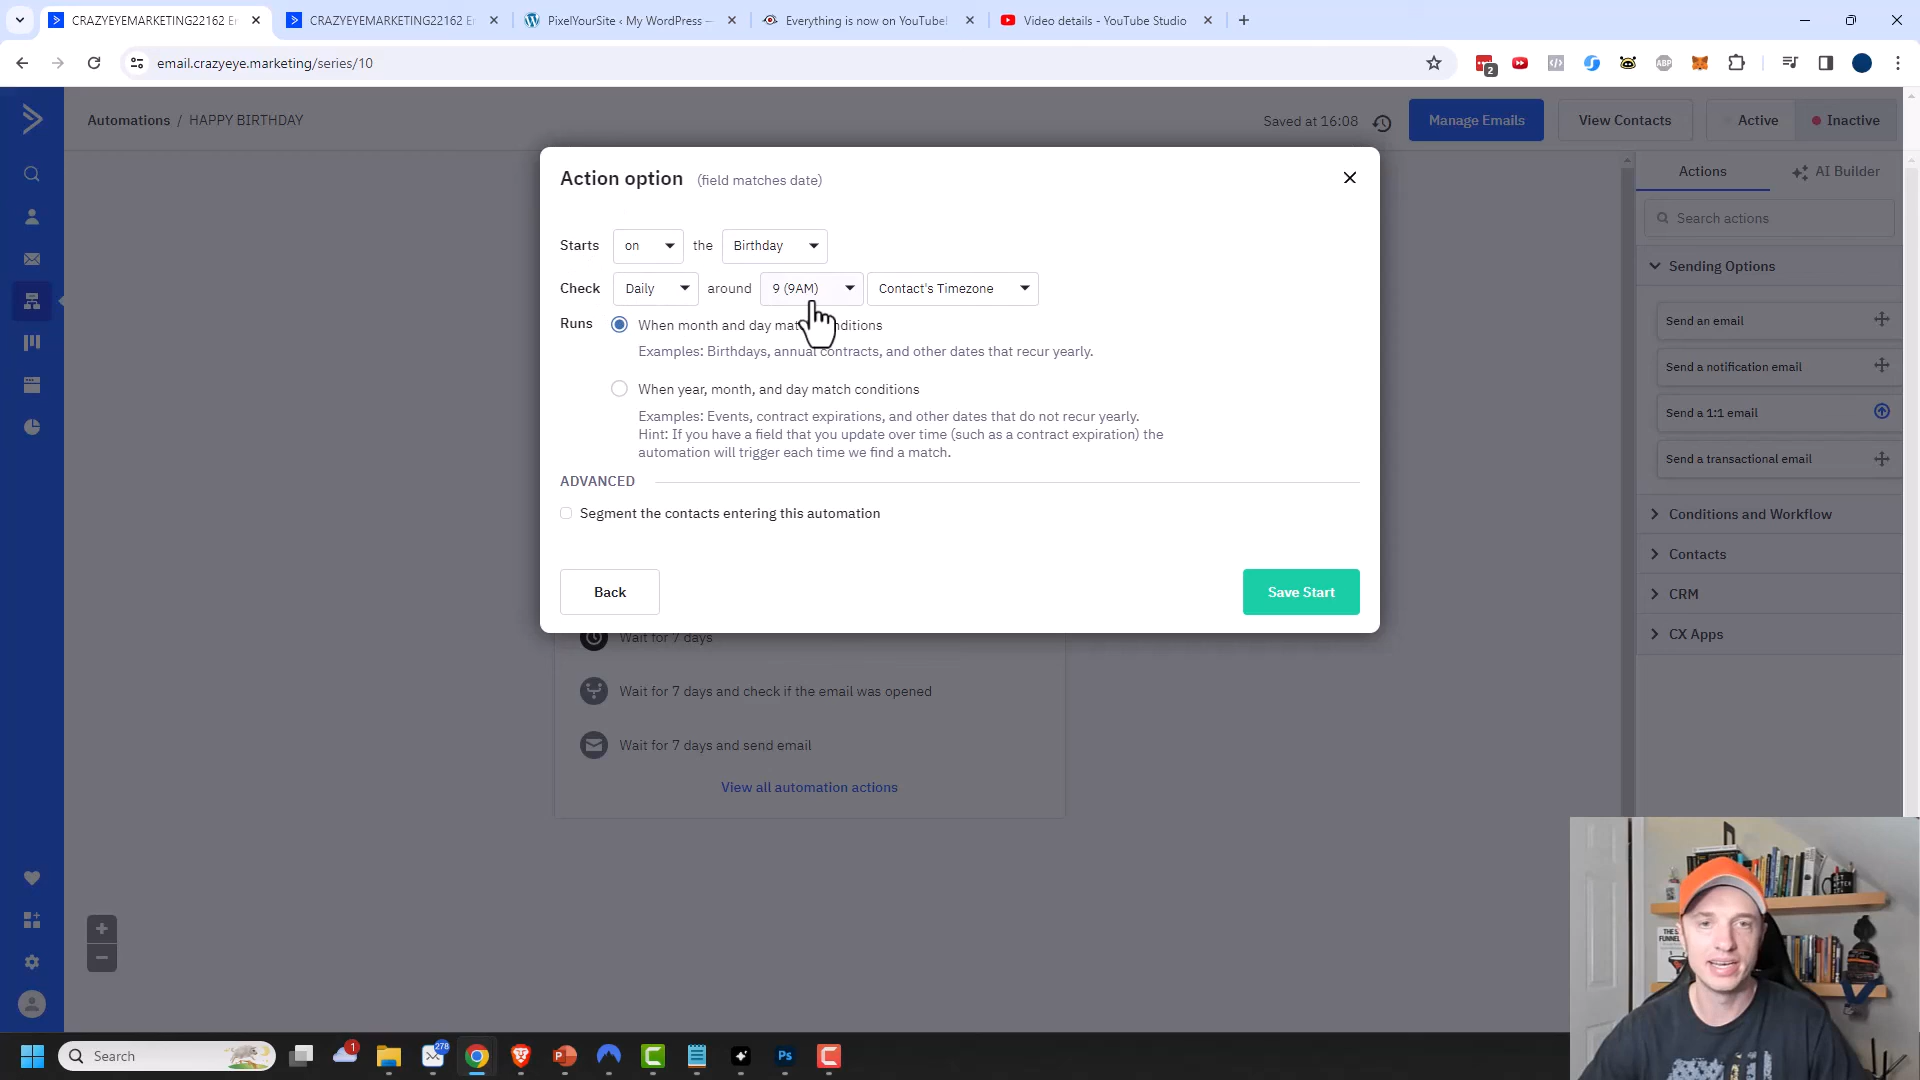 CRAZYEYEMARKETING22162 E
CRAZYEYEMARKETING22162 E
PixelYourSite ‹ My WordPress —
Everything is now on YouTube!
Video details - YouTube Studio
email.crazyeye.marketing/series/10
2
ABP
Automations / HAPPY BIRTHDAY
Saved at 16:08
Manage Emails
View Contacts
Active
Inactive
Action option (field matches date)
Starts on the Birthday
Check Daily around 9 (9AM) Contact's Timezone
Runs When month and day match conditions
Examples: Birthdays, annual contracts, and other dates that recur yearly.
When year, month, and day match conditions
Examples: Events, contract expirations, and other dates that do not recur yearly.
Hint: If you have a field that you update over time (such as a contract expiration) the
automation will trigger each time we find a match.
ADVANCED
Segment the contacts entering this automation
Back
Save Start
Wait for 7 days
Wait for 7 days and check if the email was opened
Wait for 7 days and send email
View all automation actions
Actions
AI Builder
Search actions
Sending Options
Send an email
Send a notification email
Send a 1:1 email
Send a transactional email
Conditions and Workflow
Contacts
CRM
CX Apps
Search
1
278
Ps